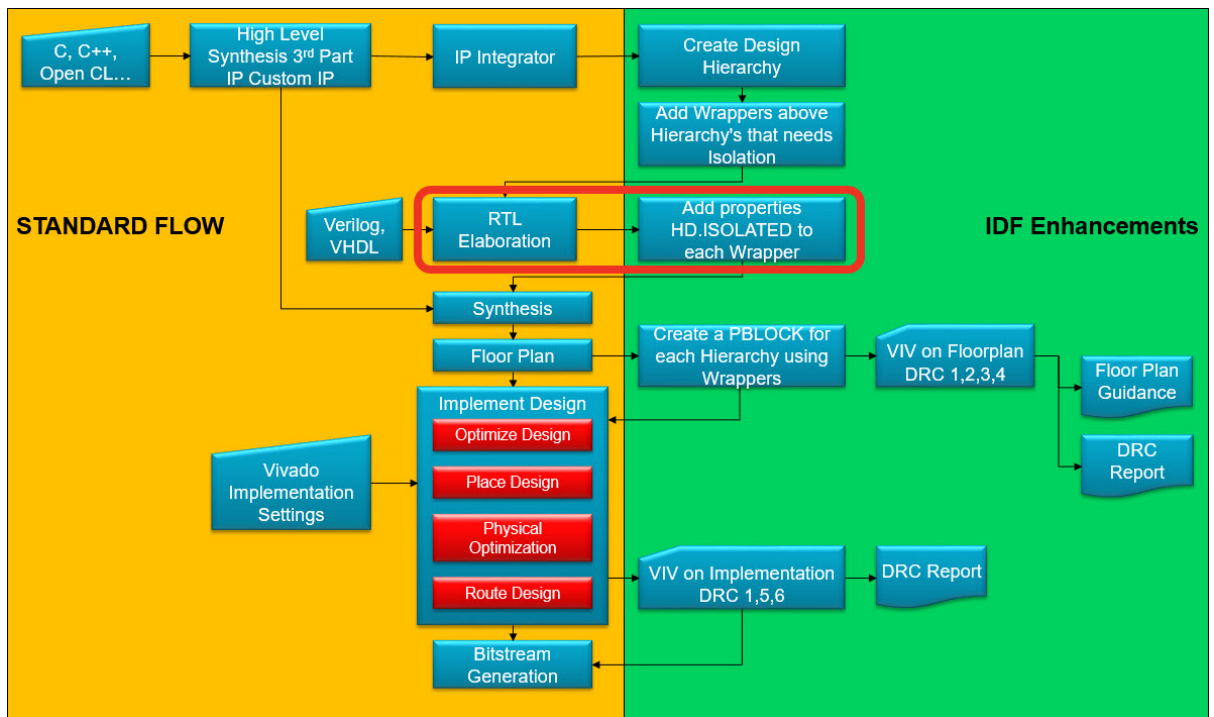 C, C++,
Open CL...
High Level
Synthesis 3rd Part
IP Custom IP
IP Integrator
Create Design
Hierarchy
Add Wrappers above
Hierarchy's that needs
Isolation
STANDARD FLOW
Verilog,
VHDL
RTL
Elaboration
Add properties
HD.ISOLATED to
each Wrapper
IDF Enhancements
Synthesis
Floor Plan
Create a PBLOCK for
each Hierarchy using
Wrappers
VIV on Floorplan
DRC 1,2,3,4
Floor Plan
Guidance
DRC
Report
Implement Design
Optimize Design
Place Design
Physical
Optimization
Route Design
Vivado
Implementation
Settings
VIV on Implementation
DRC 1,5,6
DRC Report
Bitstream
Generation